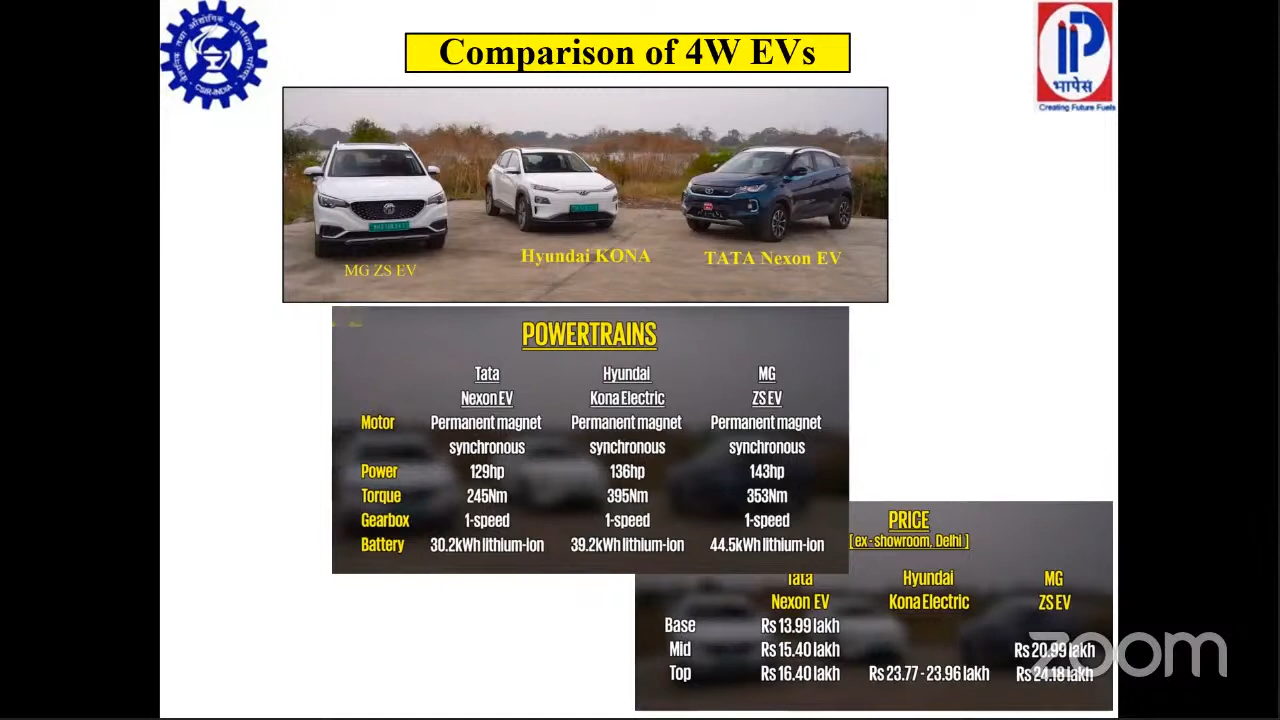 Comparison of 4W EVs
CSIR-INDIA
भापेसं
Creating Future Fuels
MG ZS EV
Hyundai KONA
TATA Nexon EV
POWERTRAINS
Tata Hyundai MG
Nexon EV Kona Electric ZS EV
Motor Permanent magnet Permanent magnet Permanent magnet
synchronous synchronous synchronous
Power 129hp 136hp 143hp
Torque 245Nm 395Nm 353Nm
Gearbox 1-speed 1-speed 1-speed
Battery 30.2kWh lithium-ion 39.2kWh lithium-ion 44.5kWh lithium-ion
PRICE
[ex-showroom, Delhi]
Tata Hyundai MG
Nexon EV Kona Electric ZS EV
Base Rs 13.99 lakh
Mid Rs 15.40 lakh Rs 20.99 lakh
Top Rs 16.40 lakh Rs 23.77 - 23.96 lakh Rs 24.18 lakh
zoom